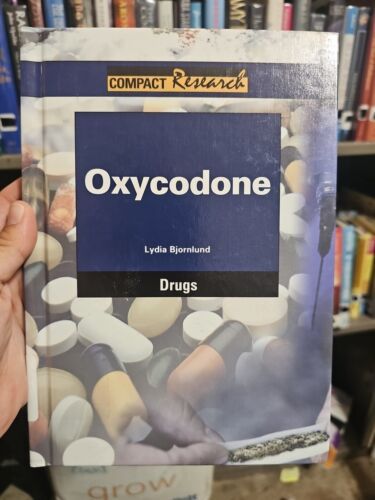 COMPACT Research
Oxycodone
Lydia Bjornlund
Drugs
grow